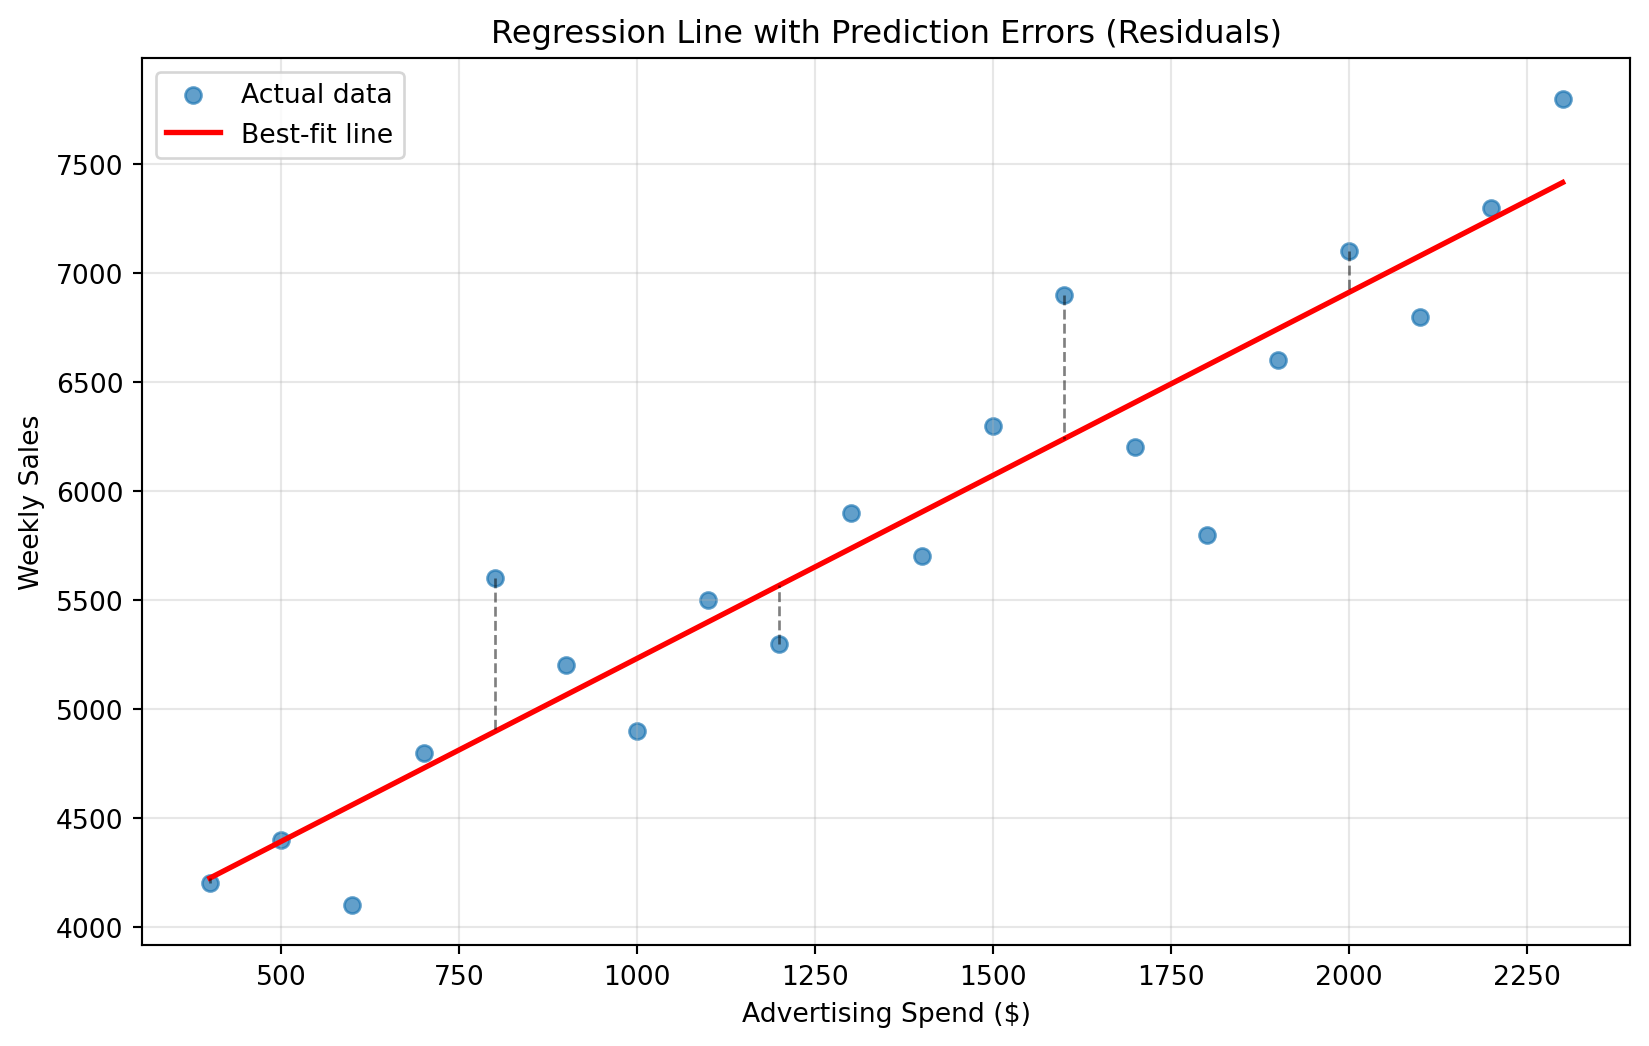 Regression Line with Prediction Errors (Residuals)
Actual data
Best-fit line
7500
7000
6500
6000
5500
5000
4500
4000
Weekly Sales
500 750 1000 1250 1500 1750 2000 2250
Advertising Spend ($)